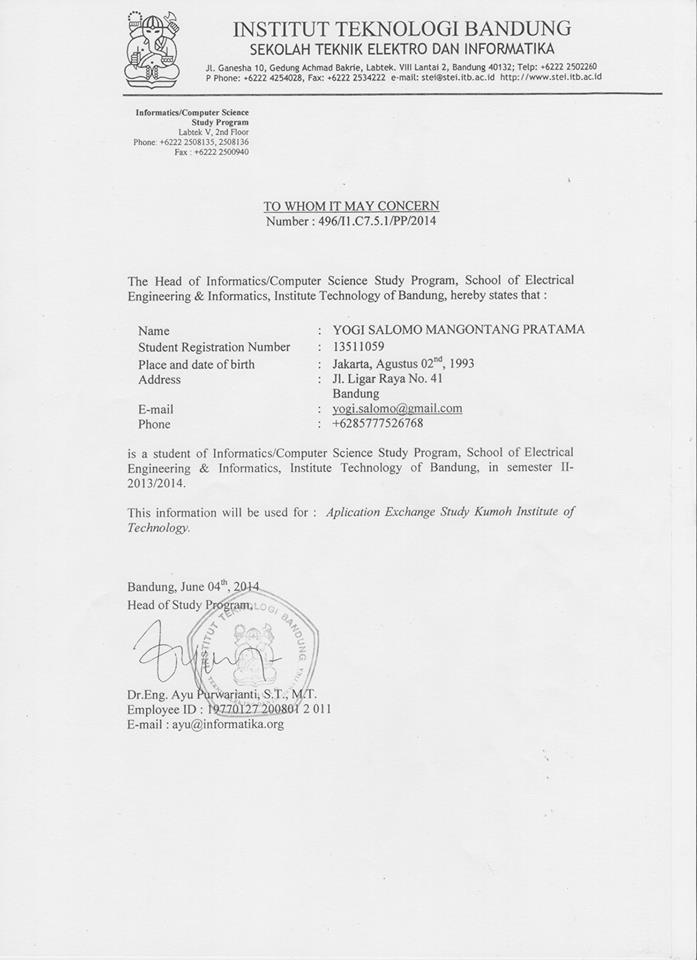 INSTITUT TEKNOLOGI BANDUNG
SEKOLAH TEKNIK ELEKTRO DAN INFORMATIKA
Jl. Ganesha 10, Gedung Achmad Bakrie, Labtek. VIII Lantai 2, Bandung 40132; Telp: +6222 2502260
P Phone: +6222 4254028, Fax: +6222 2534222 e-mail: stei@stei.itb.ac.id http://www.stei.itb.ac.id
Informatics/Computer Science
Study Program
Labtek V, 2nd Floor
Phone: +6222 2508135, 2508136
Fax : +6222 2500940
TO WHOM IT MAY CONCERN
Number : 496/I1.C7.5.1/PP/2014
The Head of Informatics/Computer Science Study Program, School of Electrical
Engineering & Informatics, Institute Technology of Bandung, hereby states that :
Name : YOGI SALOMO MANGONTANG PRATAMA
Student Registration Number : 13511059
Place and date of birth : Jakarta, Agustus 02nd, 1993
Address : Jl. Ligar Raya No. 41
Bandung
E-mail : yogi.salomo@gmail.com
Phone : +6285777526768
is a student of Informatics/Computer Science Study Program, School of Electrical
Engineering & Informatics, Institute Technology of Bandung, in semester II-
2013/2014.
This information will be used for : Aplication Exchange Study Kumoh Institute of
Technology.
Bandung, June 04th, 2014
Head of Study Program,
INSTITUT TEKNOLOGI BANDUNG
Dr.Eng. Ayu Purwarianti, S.T., M.T.
Employee ID : 19770127 200801 2 011
E-mail : ayu@informatika.org